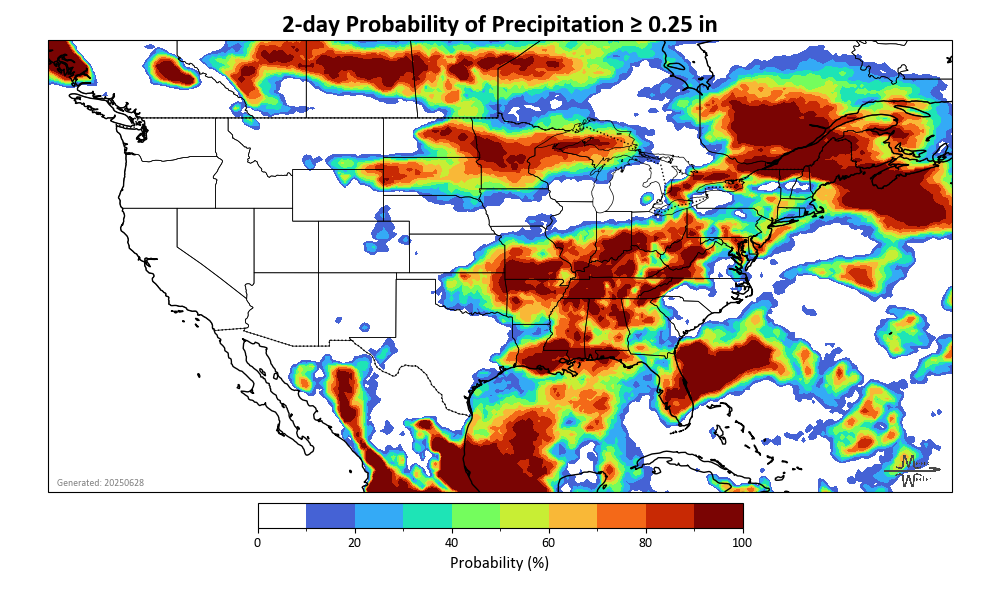 2-day Probability of Precipitation ≥ 0.25 in
Generated: 20250628
0 20 40 60 80 100
Probability (%)